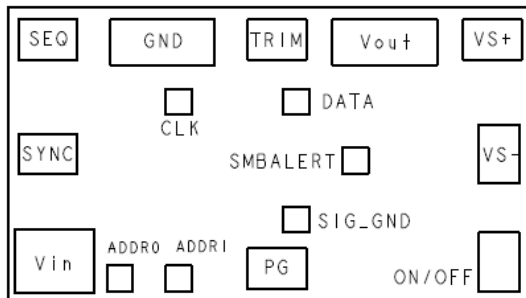 SEQ GND TRIM Vout VS+
CLK DATA
SYNC SMBALERT VS-
SIG_GND
Vin ADDR0 ADDR1 PG ON/OFF